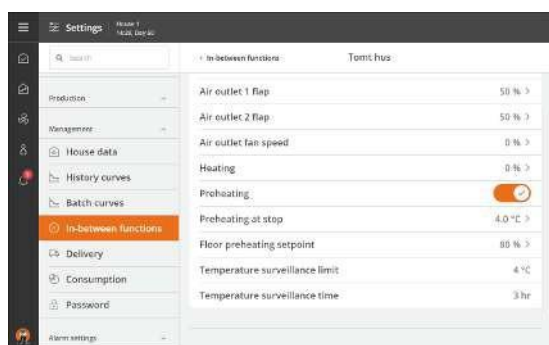 Settings
House 1
Search
Production
Management
House data
History curves
Batch curves
In-between functions
Delivery
Consumption
Password
Alarm settings
In-between functions
Tomt hus
Air outlet 1 flap 50 %
Air outlet 2 flap 50 %
Air outlet fan speed 0 %
Heating 0 %
Preheating
Preheating at stop 4.0 °C
Floor preheating setpoint
Temperature surveillance limit 4 °C
Temperature surveillance time 3 hr